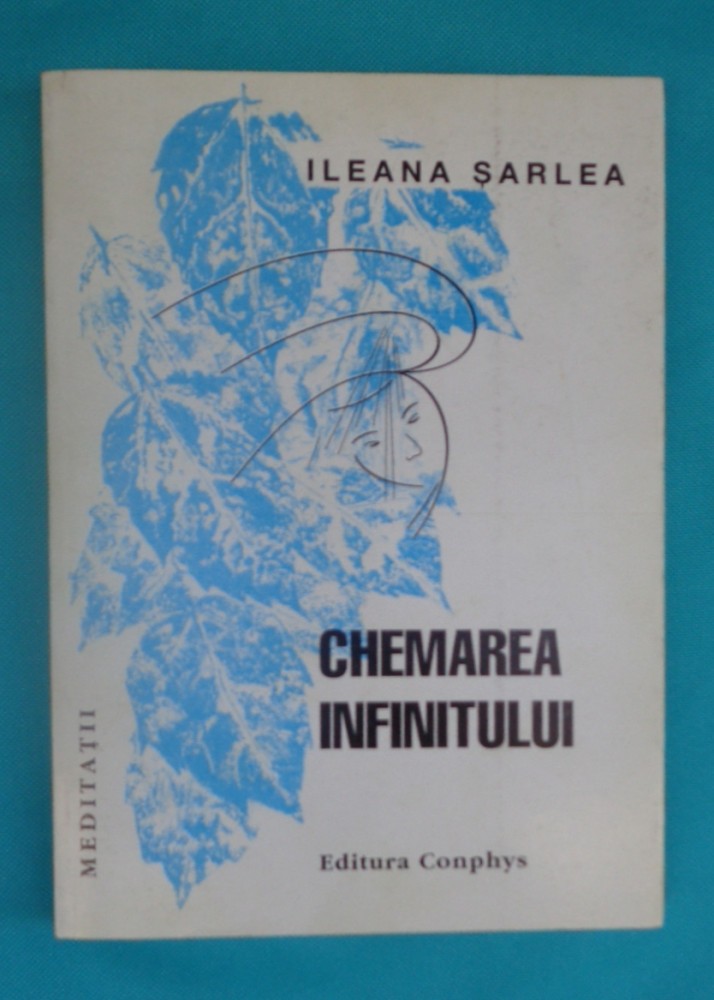 ILEANA ȘARLEA
CHEMAREA
INFINITULUI
MEDITAȚII
Editura Conphys